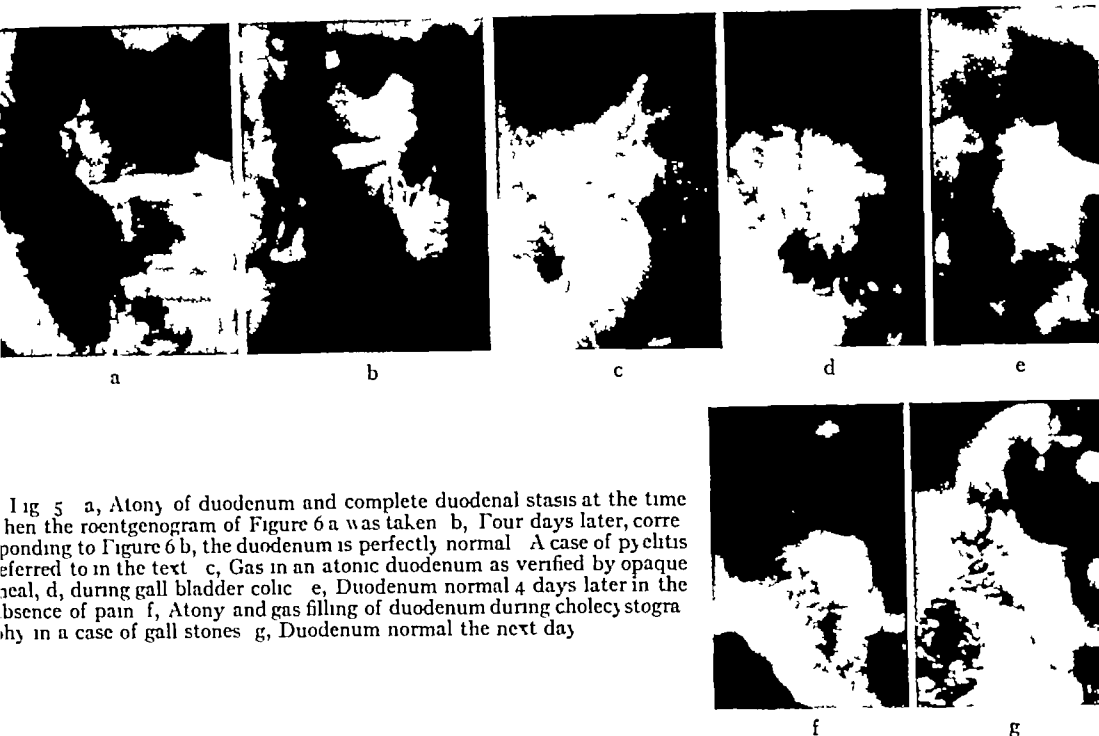 a b c d e
f g
Fig 5 a, Atony of duodenum and complete duodenal stasis at the time
hen the roentgenogram of Figure 6 a was taken b, Four days later, corre
ponding to Figure 6 b, the duodenum is perfectly normal A case of pyelitis
eferred to in the text c, Gas in an atonic duodenum as verified by opaque
neal, d, during gall bladder colic e, Duodenum normal 4 days later in the
bsence of pain f, Atony and gas filling of duodenum during cholecystogra
hy in a case of gall stones g, Duodenum normal the next day